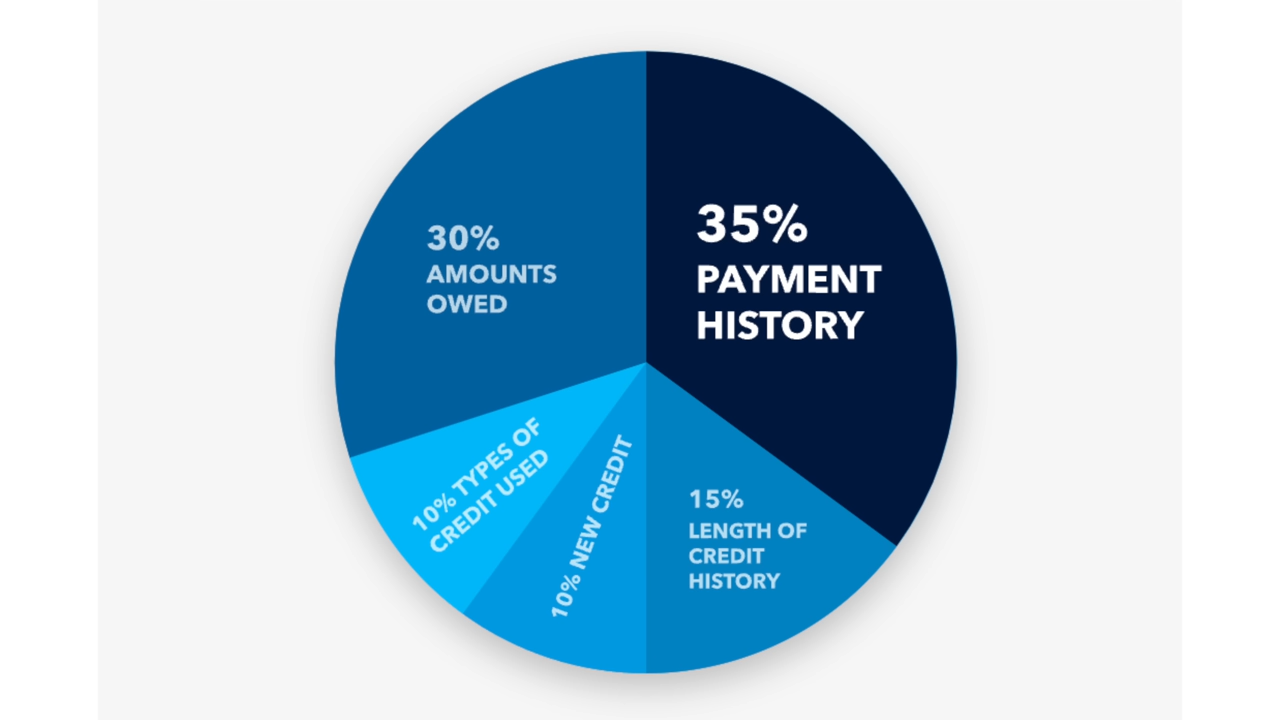 30%
AMOUNTS
OWED
35%
PAYMENT
HISTORY
10% TYPES OF
CREDIT USED
10% NEW CREDIT
15%
LENGTH OF
CREDIT
HISTORY